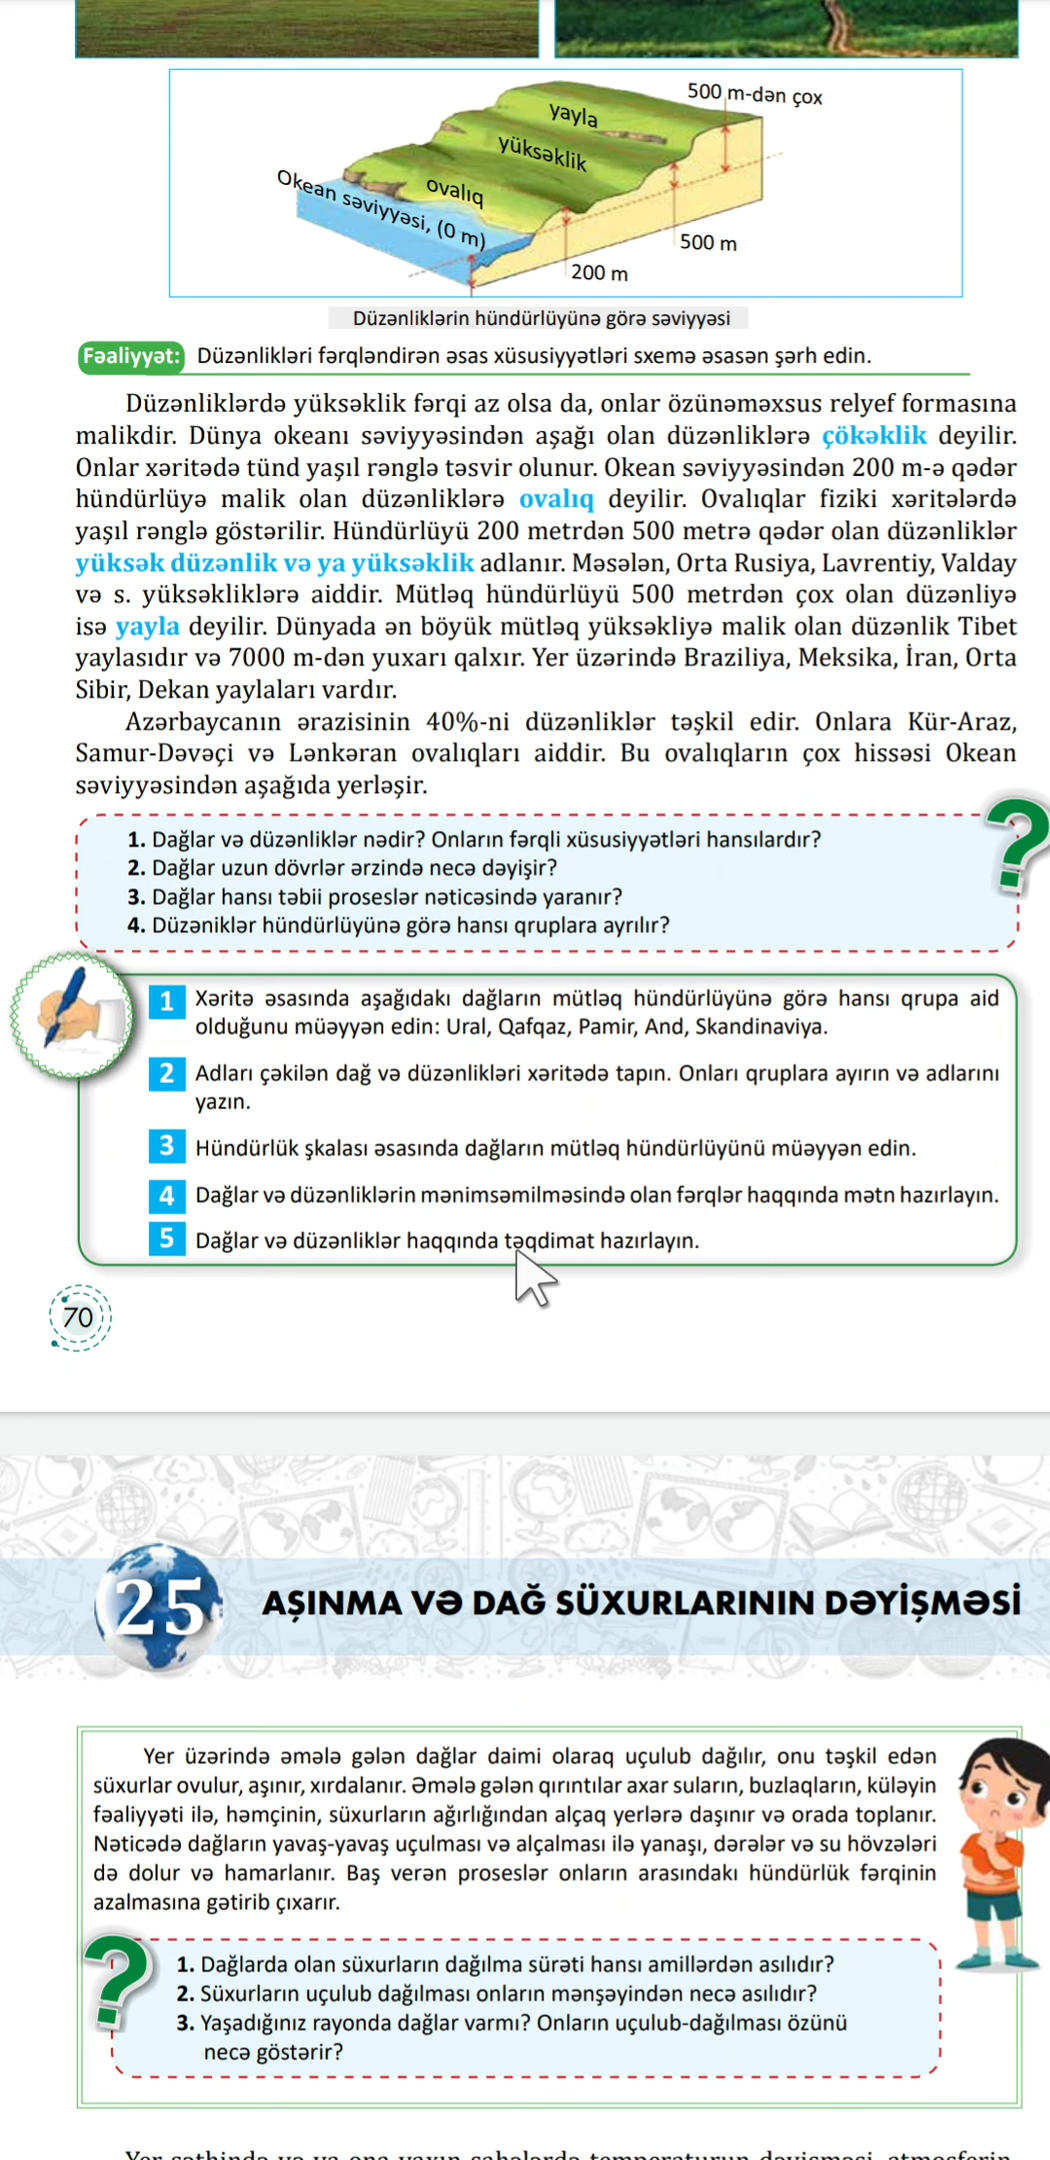 500 m-dən çox
yayla
yüksəklik
ovalıq
Okean səviyyəsi, (0 m)
500 m
200 m
Düzənliklərin hündürlüyünə görə səviyyəsi
Fəaliyyət: Düzənlikləri fərqləndirən əsas xüsusiyyətləri sxemə əsasən şərh edin.
Düzənliklərdə yüksəklik fərqi az olsa da, onlar özünəməxsus relyef formasına
malikdir. Dünya okeanı səviyyəsindən aşağı olan düzənliklərə çökəklik deyilir.
Onlar xəritədə tünd yaşıl rənglə təsvir olunur. Okean səviyyəsindən 200 m-ə qədər
hündürlüyə malik olan düzənliklərə ovalıq deyilir. Ovalıqlar fiziki xəritələrdə
yaşıl rənglə göstərilir. Hündürlüyü 200 metrdən 500 metrə qədər olan düzənliklər
yüksək düzənlik və ya yüksəklik adlanır. Məsələn, Orta Rusiya, Lavrentiy, Valday
və s. yüksəkliklərə aiddir. Mütləq hündürlüyü 500 metrdən çox olan düzənliyə
isə yayla deyilir. Dünyada ən böyük mütləq yüksəkliyə malik olan düzənlik Tibet
yaylasıdır və 7000 m-dən yuxarı qalxır. Yer üzərində Braziliya, Meksika, İran, Orta
Sibir, Dekan yaylaları vardır.
Azərbaycanın ərazisinin 40%-ni düzənliklər təşkil edir. Onlara Kür-Araz,
Samur-Dəvəçi və Lənkəran ovalıqları aiddir. Bu ovalıqların çox hissəsi Okean
səviyyəsindən aşağıda yerləşir.
?
1. Dağlar və düzənliklər nədir? Onların fərqli xüsusiyyətləri hansılardır?
2. Dağlar uzun dövrlər ərzində necə dəyişir?
3. Dağlar hansı təbii proseslər nəticəsində yaranır?
4. Düzəniklər hündürlüyünə görə hansı qruplara ayrılır?
1 Xəritə əsasında aşağıdakı dağların mütləq hündürlüyünə görə hansı qrupa aid
olduğunu müəyyən edin: Ural, Qafqaz, Pamir, And, Skandinaviya.
2 Adları çəkilən dağ və düzənlikləri xəritədə tapın. Onları qruplara ayırın və adlarını
yazın.
3 Hündürlük şkalası əsasında dağların mütləq hündürlüyünü müəyyən edin.
4 Dağlar və düzənliklərin mənimsəmilməsində olan fərqlər haqqında mətn hazırlayın.
5 Dağlar və düzənliklər haqqında təqdimat hazırlayın.
70
25 AŞINMA VƏ DAĞ SÜXURLARININ DƏYİŞMƏSİ
Yer üzərində əmələ gələn dağlar daimi olaraq uçulub dağılır, onu təşkil edən
süxurlar ovulur, aşınır, xırdalanır. Əmələ gələn qırıntılar axar suların, buzlaqların, küləyin
fəaliyyəti ilə, həmçinin, süxurların ağırlığından alçaq yerlərə daşınır və orada toplanır.
Nəticədə dağların yavaş-yavaş uçulması və alçalması ilə yanaşı, dərələr və su hövzələri
də dolur və hamarlanır. Baş verən proseslər onların arasındakı hündürlük fərqinin
azalmasına gətirib çıxarır.
?
1. Dağlarda olan süxurların dağılma sürəti hansı amillərdən asılıdır?
2. Süxurların uçulub dağılması onların mənşəyindən necə asılıdır?
3. Yaşadığınız rayonda dağlar varmı? Onların uçulub-dağılması özünü
necə göstərir?
Yer səthində və ya ona yaxın sahələrdə temperaturun dəyişməsi, atmosferin